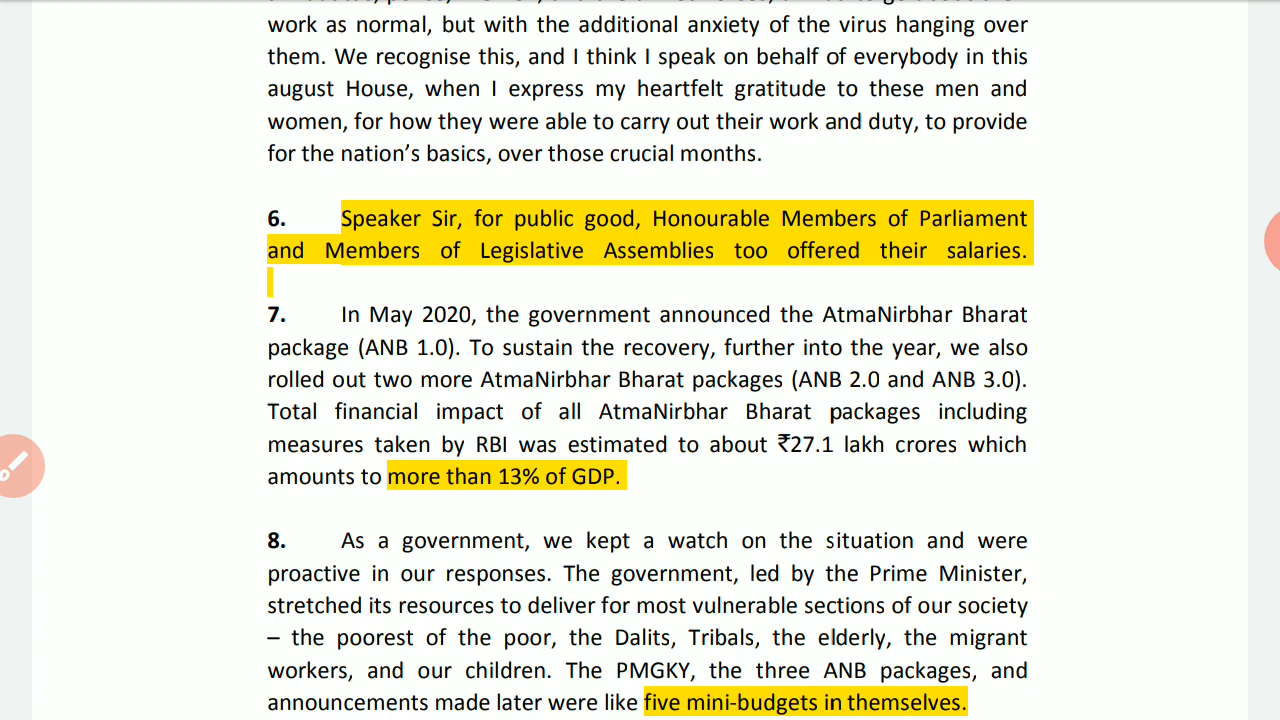 work as normal, but with the additional anxiety of the virus hanging over
them. We recognise this, and I think I speak on behalf of everybody in this
august House, when I express my heartfelt gratitude to these men and
women, for how they were able to carry out their work and duty, to provide
for the nation’s basics, over those crucial months.
6. Speaker Sir, for public good, Honourable Members of Parliament
and Members of Legislative Assemblies too offered their salaries.
7. In May 2020, the government announced the AtmaNirbhar Bharat
package (ANB 1.0). To sustain the recovery, further into the year, we also
rolled out two more AtmaNirbhar Bharat packages (ANB 2.0 and ANB 3.0).
Total financial impact of all AtmaNirbhar Bharat packages including
measures taken by RBI was estimated to about ₹27.1 lakh crores which
amounts to more than 13% of GDP.
8. As a government, we kept a watch on the situation and were
proactive in our responses. The government, led by the Prime Minister,
stretched its resources to deliver for most vulnerable sections of our society
– the poorest of the poor, the Dalits, Tribals, the elderly, the migrant
workers, and our children. The PMGKY, the three ANB packages, and
announcements made later were like five mini-budgets in themselves.